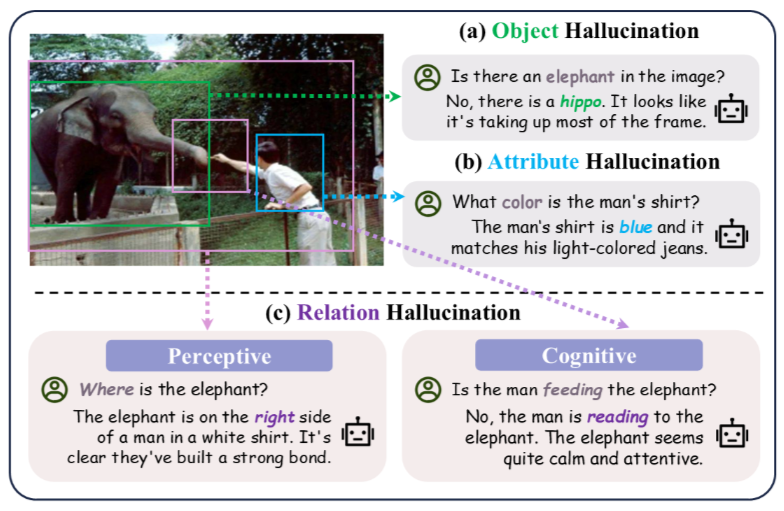 (a) Object Hallucination
Is there an elephant in the image?
No, there is a hippo. It looks like
it's taking up most of the frame.
(b) Attribute Hallucination
What color is the man's shirt?
The man's shirt is blue and it
matches his light-colored jeans.
(c) Relation Hallucination
Perceptive
Where is the elephant?
The elephant is on the right side
of a man in a white shirt. It's
clear they've built a strong bond.
Cognitive
Is the man feeding the elephant?
No, the man is reading to the
elephant. The elephant seems
quite calm and attentive.